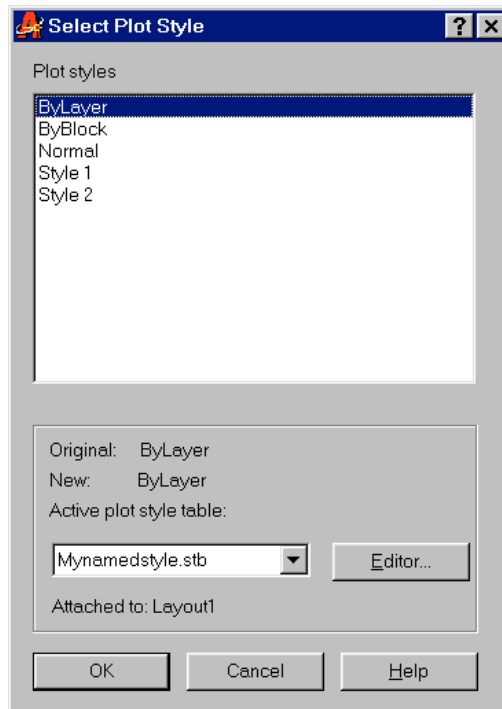 Select Plot Style
Plot styles
ByLayer
ByBlock
Normal
Style 1
Style 2
Original: ByLayer
New: ByLayer
Active plot style table:
Mynamedstyle.stb
Editor...
Attached to: Layout1
OK Cancel Help